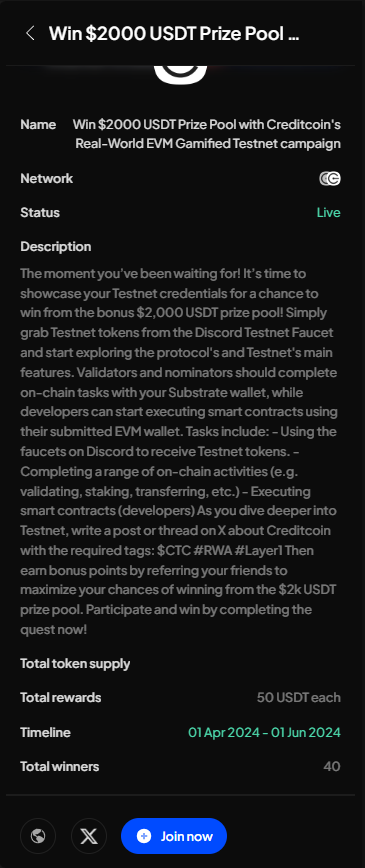 Win $2000 USDT Prize Pool ...
Name Win $2000 USDT Prize Pool with Creditcoin's
Real-World EVM Gamified Testnet campaign
Network
Status Live
Description
The moment you've been waiting for! It's time to
showcase your Testnet credentials for a chance to
win from the bonus $2,000 USDT prize pool! Simply
grab Testnet tokens from the Discord Testnet Faucet
and start exploring the protocol's and Testnet's main
features. Validators and nominators should complete
on-chain tasks with your Substrate wallet, while
developers can start executing smart contracts using
their submitted EVM wallet. Tasks include: - Using the
faucets on Discord to receive Testnet tokens. -
Completing a range of on-chain activities (e.g.
validating, staking, transferring, etc.) - Executing
smart contracts (developers) As you dive deeper into
Testnet, write a post or thread on X about Creditcoin
with the required tags: $CTC #RWA #Layer1 Then
earn bonus points by referring your friends to
maximize your chances of winning from the $2k USDT
prize pool. Participate and win by completing the
quest now!
Total token supply
Total rewards 50 USDT each
Timeline 01 Apr 2024 - 01 Jun 2024
Total winners 40
Join now